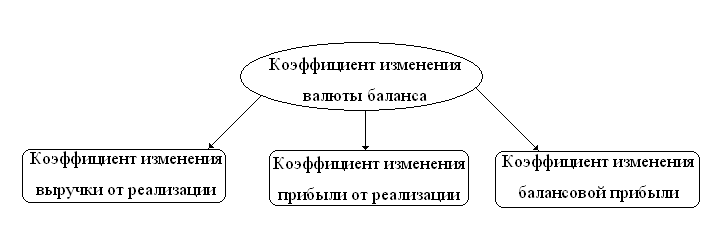 Коэффициент изменения
валюты баланса
Коэффициент изменения
выручки от реализации
Коэффициент изменения
прибыли от реализации
Коэффициент изменения
балансовой прибыли